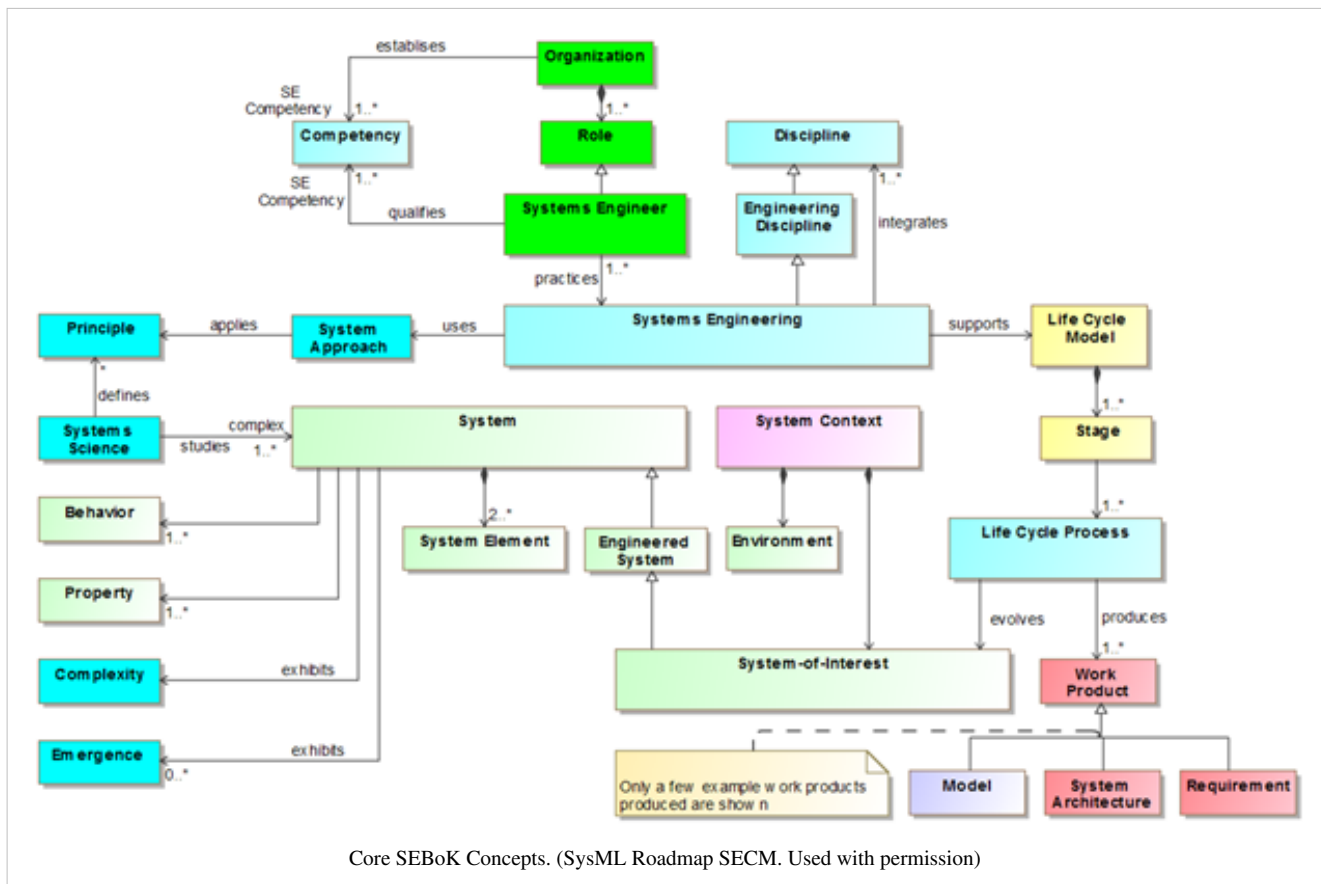 establises
Organization
SE
Competency
1..*
1..*
Competency
Role
Discipline
1..*
SE
Competency
1..*
qualifies
Systems Engineer
Engineering
Discipline
integrates
practices
1..*
Principle
applies
System
Approach
uses
Systems Engineering
supports
Life Cycle
Model
*
defines
1..*
Systems
Science
complex
studies
1..*
System
System Context
Stage
Behavior
1..*
2..*
System Element
Engineered
System
Environment
1..*
Life Cycle Process
Property
1..*
evolves
produces
1..*
Complexity
exhibits
System-of-Interest
Work
Product
Emergence
0..*
exhibits
Only a few example work products
produced are show n
Model
System
Architecture
Requirement
Core SEBoK Concepts. (SysML Roadmap SECM. Used with permission)